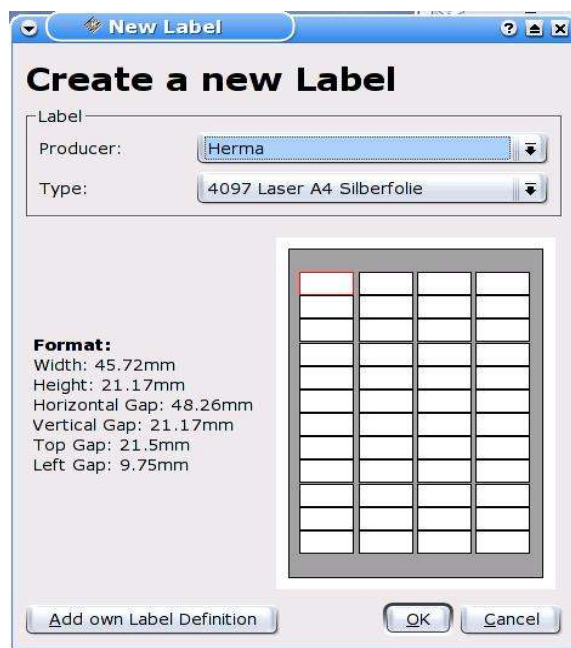 New Label
Create a new Label
Label
Producer: Herma
Type: 4097 Laser A4 Silberfolie
Format:
Width: 45.72mm
Height: 21.17mm
Horizontal Gap: 48.26mm
Vertical Gap: 21.17mm
Top Gap: 21.5mm
Left Gap: 9.75mm
Add own Label Definition OK Cancel